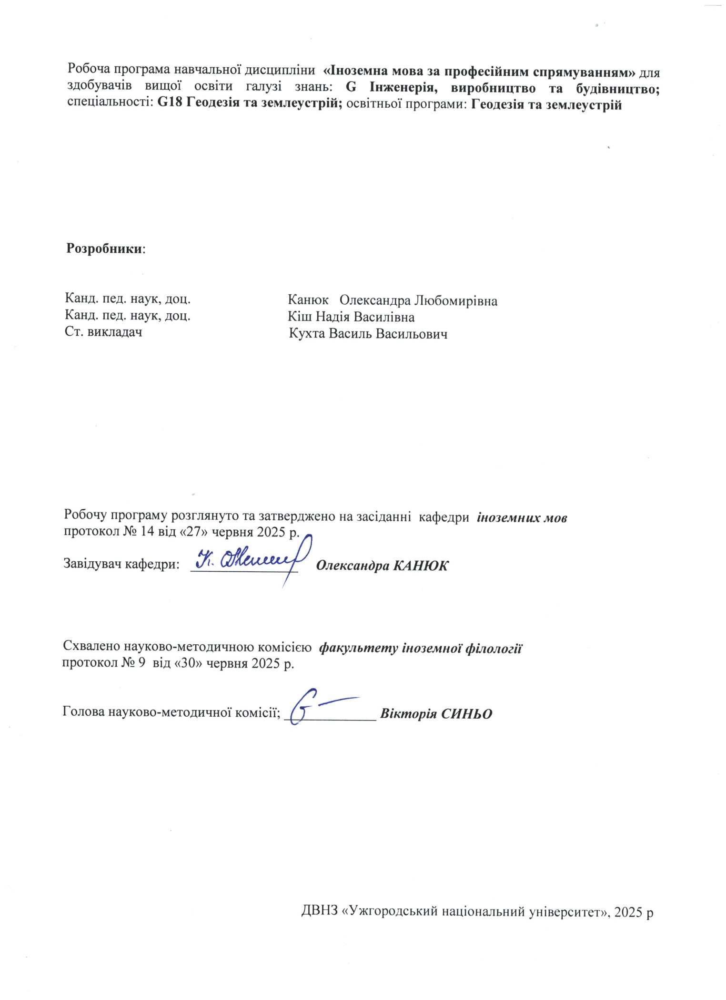 Робоча програма навчальної дисципліни «Іноземна мова за професійним спрямуванням» для
здобувачів вищої освіти галузі знань: G Інженерія, виробництво та будівництво;
спеціальності: G18 Геодезія та землеустрій; освітньої програми: Геодезія та землеустрій
Розробники:
Канд. пед. наук, доц. Канюк Олександра Любомирівна
Канд. пед. наук, доц. Кіш Надія Василівна
Ст. викладач Кухта Василь Васильович
Робочу програму розглянуто та затверджено на засіданні кафедри іноземних мов
протокол № 14 від «27» червня 2025 р.
Завідувач кафедри: Олександра КАНЮК
Схвалено науково-методичною комісією факультету іноземної філології
протокол № 9 від «30» червня 2025 р.
Голова науково-методичної комісії; Вікторія СИНЬО
ДВНЗ «Ужгородський національний університет», 2025 р